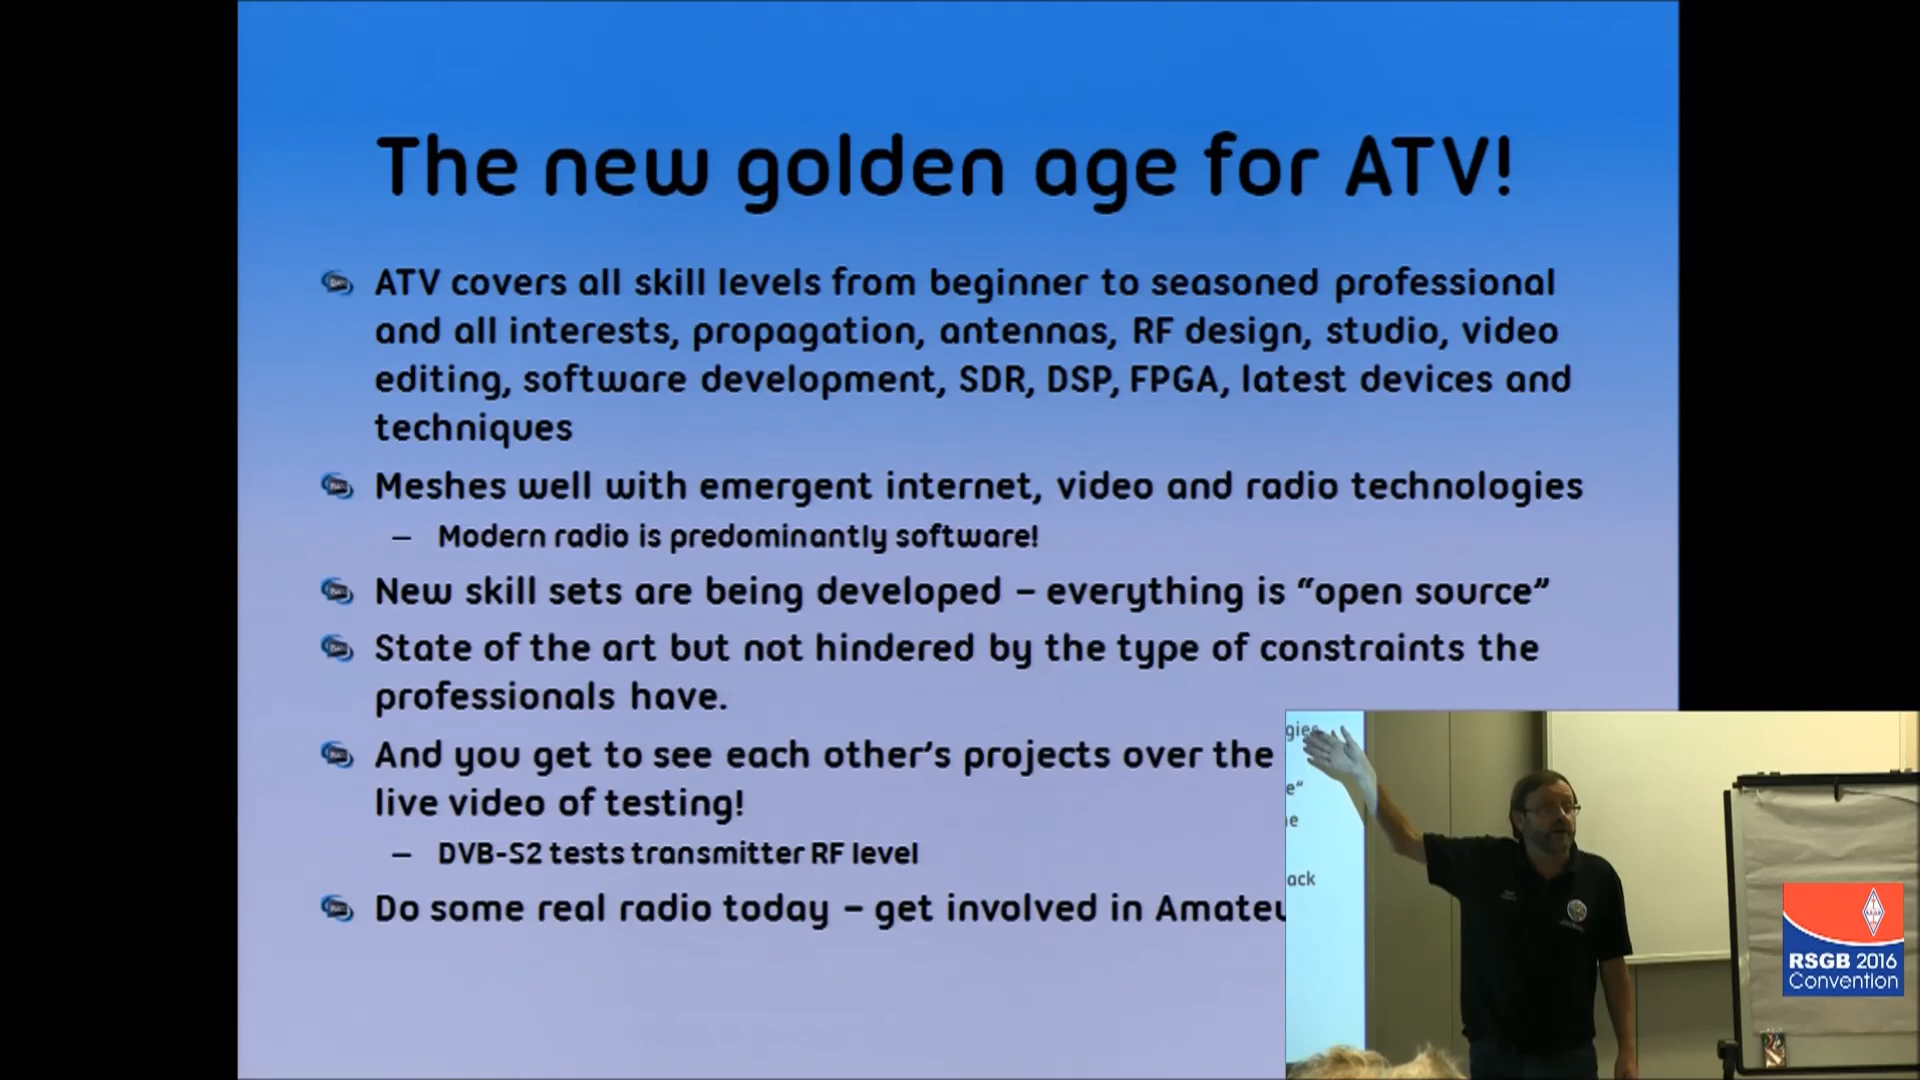 The new golden age for ATV!
ATV covers all skill levels from beginner to seasoned professional
and all interests, propagation, antennas, RF design, studio, video
editing, software development, SDR, DSP, FPGA, latest devices and
techniques
Meshes well with emergent internet, video and radio technologies
– Modern radio is predominantly software!
New skill sets are being developed – everything is “open source”
State of the art but not hindered by the type of constraints the
professionals have.
And you get to see each other’s projects over the
live video of testing!
– DVB-S2 tests transmitter RF level
Do some real radio today – get involved in Amateu
gies
e”
he
ack
RSGB 2016
Convention